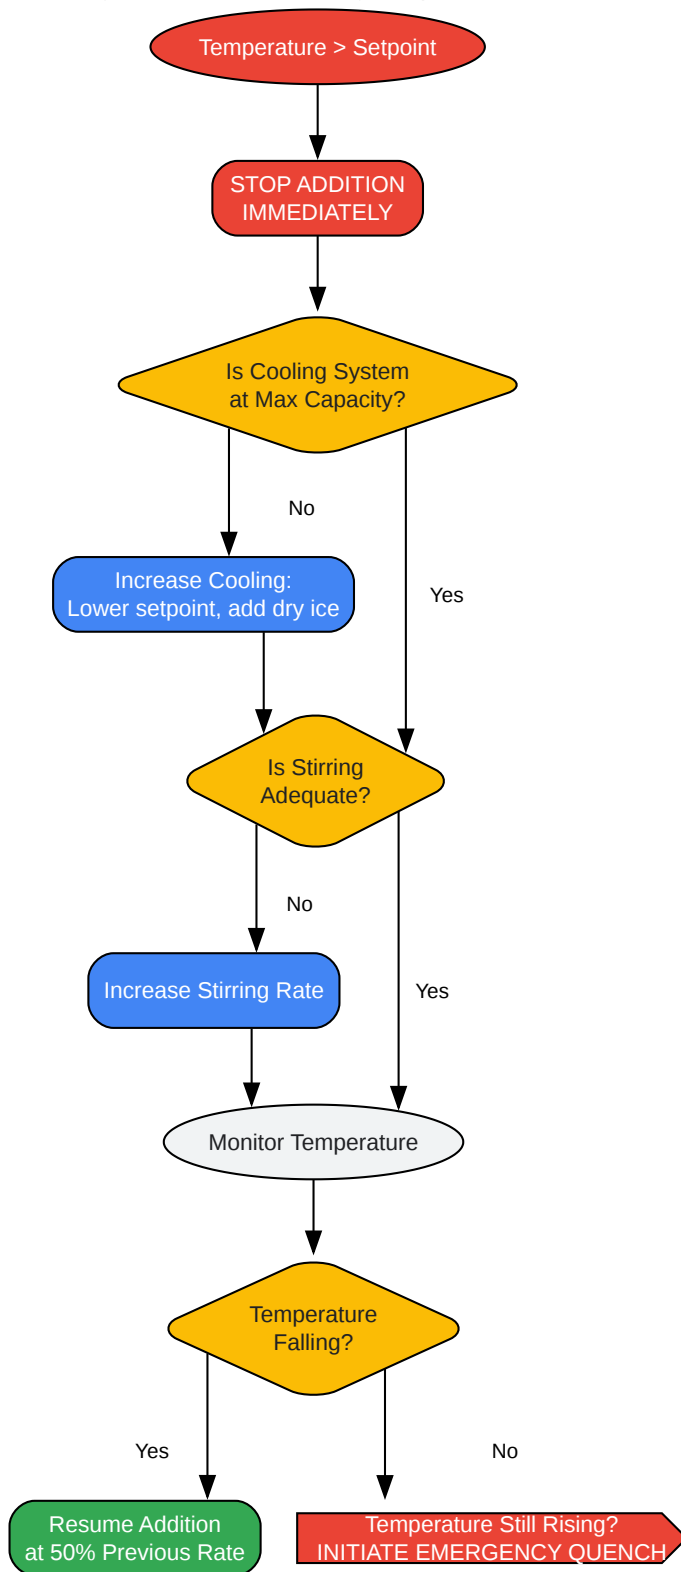 Temperature > Setpoint
STOP ADDITION
IMMEDIATELY
Is Cooling System
at Max Capacity?
No
Increase Cooling:
Lower setpoint, add dry ice
Yes
Is Stirring
Adequate?
No
Increase Stirring Rate
Yes
Monitor Temperature
Temperature
Falling?
Yes
No
Resume Addition
at 50% Previous Rate
Temperature Still Rising?
INITIATE EMERGENCY QUENCH